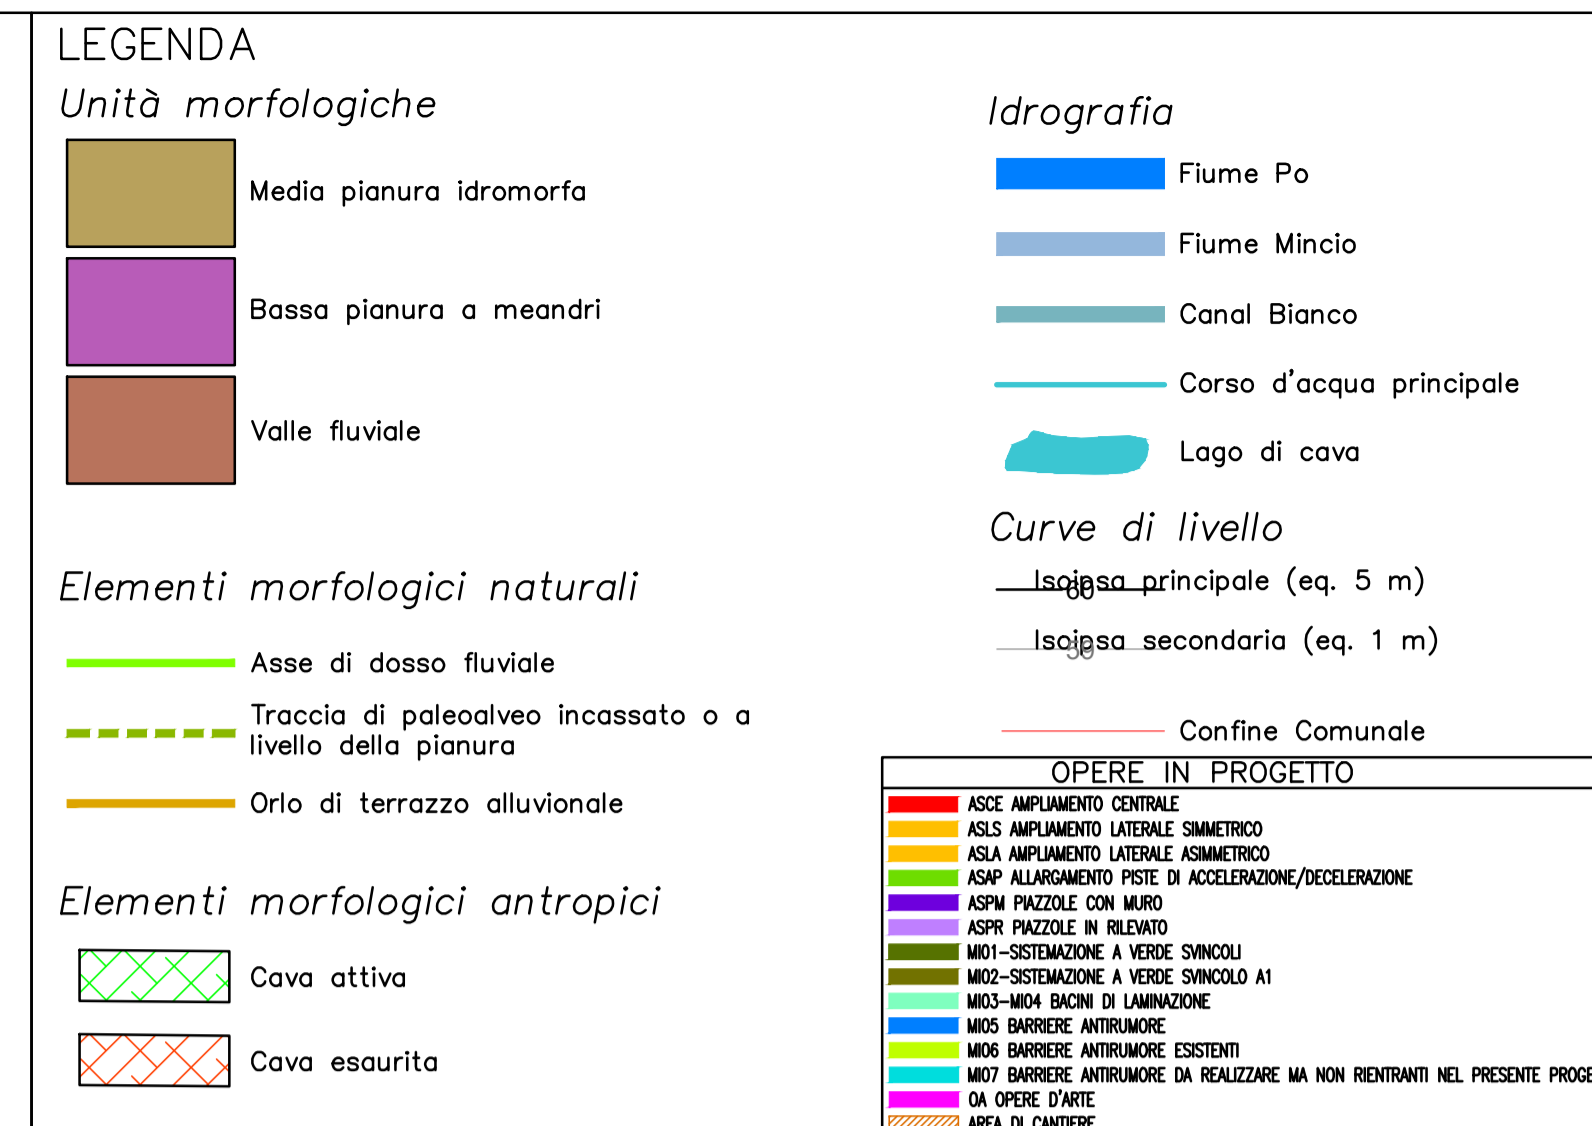 LEGENDA
Unità morfologiche
Media pianura idromorfa
Bassa pianura a meandri
Valle fluviale
Elementi morfologici naturali
Asse di dosso fluviale
Traccia di paleoalveo incassato o a
livello della pianura
Orlo di terrazzo alluvionale
Elementi morfologici antropici
Cava attiva
Cava esaurita
Idrografia
Fiume Po
Fiume Mincio
Canal Bianco
Corso d'acqua principale
Lago di cava
Curve di livello
Isoipsa principale (eq. 5 m)
60
Isoipsa secondaria (eq. 1 m)
59
Confine Comunale
OPERE IN PROGETTO
ASCE AMPLIAMENTO CENTRALE
ASLS AMPLIAMENTO LATERALE SIMMETRICO
ASLA AMPLIAMENTO LATERALE ASIMMETRICO
ASAP ALLARGAMENTO PISTE DI ACCELERAZIONE/DECELERAZIONE
ASPM PIAZZOLE CON MURO
ASPR PIAZZOLE IN RILEVATO
MI01-SISTEMAZIONE A VERDE SVINCOLI
MI02-SISTEMAZIONE A VERDE SVINCOLO A1
MI03-MI04 BACINI DI LAMINAZIONE
MI05 BARRIERE ANTIRUMORE
MI06 BARRIERE ANTIRUMORE ESISTENTI
MI07 BARRIERE ANTIRUMORE DA REALIZZARE MA NON RIENTRANTI NEL PRESENTE PROGE
OA OPERE D'ARTE
AREA DI CANTIERE